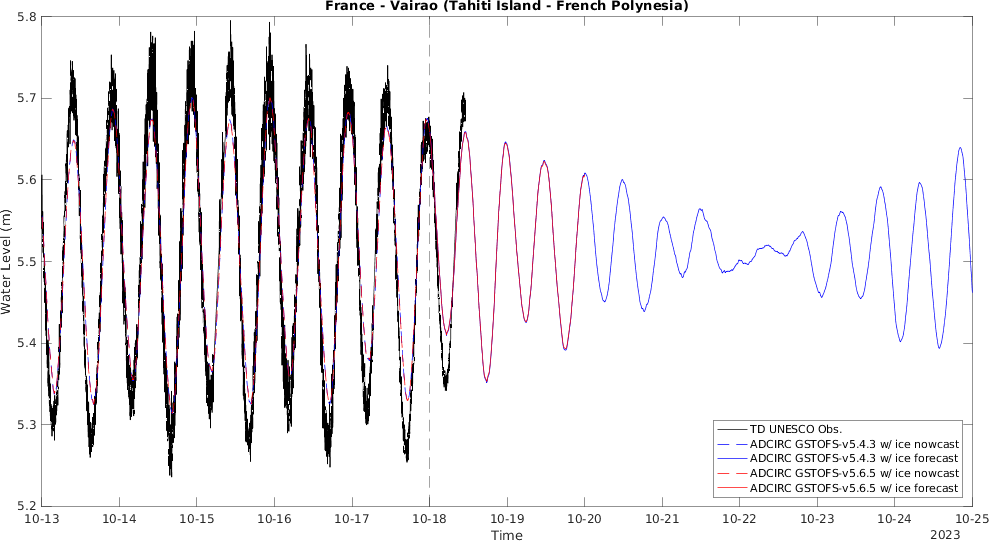 France - Vairao (Tahiti Island - French Polynesia)
5.8
5.7
5.6
5.5
5.4
5.3
5.2
Water Level (m)
TD UNESCO Obs.
ADCIRC GSTOFS-v5.4.3 w/ ice nowcast
ADCIRC GSTOFS-v5.4.3 w/ ice forecast
ADCIRC GSTOFS-v5.6.5 w/ ice nowcast
ADCIRC GSTOFS-v5.6.5 w/ ice forecast
10-13 10-14 10-15 10-16 10-17 10-18 10-19 10-20 10-21 10-22 10-23 10-24 10-25
Time 2023